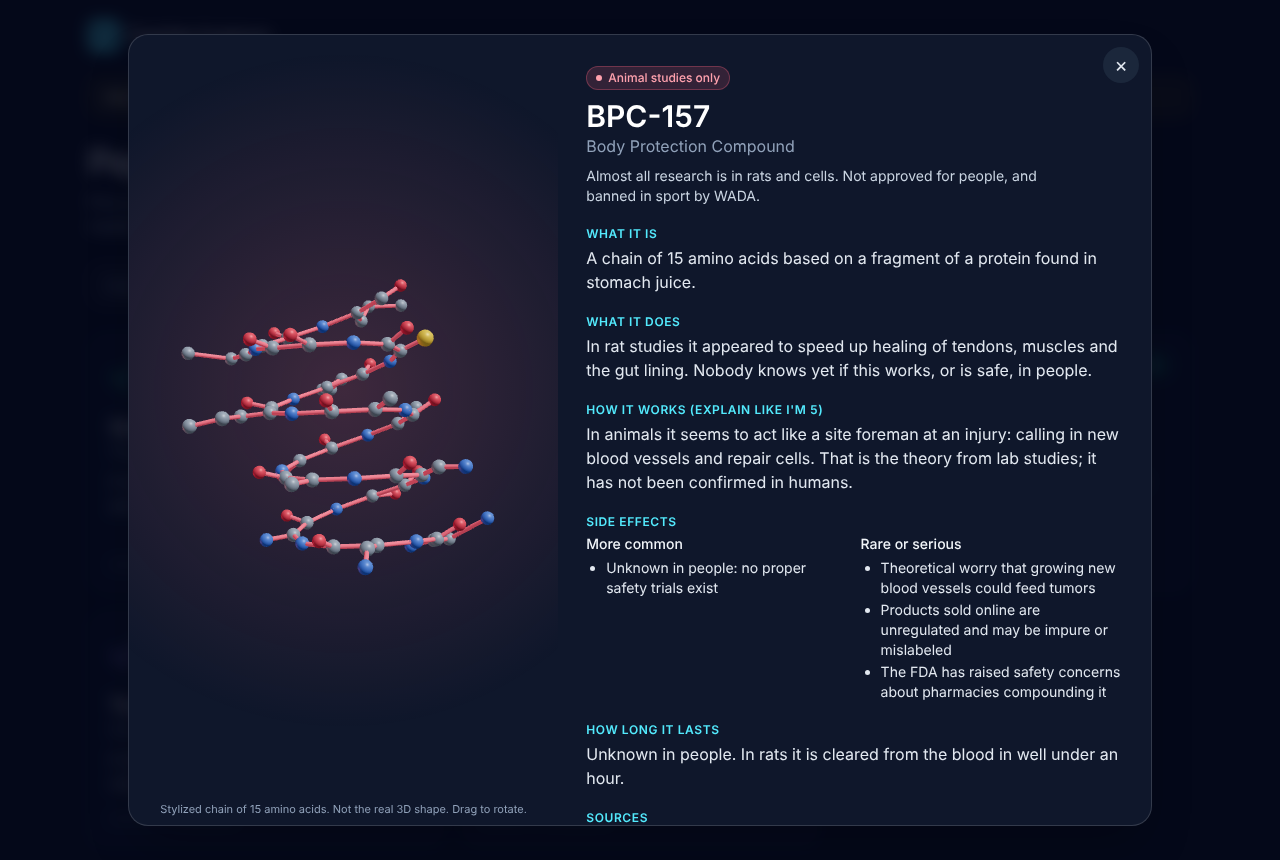 Animal studies only
BPC-157
Body Protection Compound
Almost all research is in rats and cells. Not approved for people, and
banned in sport by WADA.
WHAT IT IS
A chain of 15 amino acids based on a fragment of a protein found in
stomach juice.
WHAT IT DOES
In rat studies it appeared to speed up healing of tendons, muscles and
the gut lining. Nobody knows yet if this works, or is safe, in people.
HOW IT WORKS (EXPLAIN LIKE I'M 5)
In animals it seems to act like a site foreman at an injury: calling in new
blood vessels and repair cells. That is the theory from lab studies; it
has not been confirmed in humans.
SIDE EFFECTS
More common
• Unknown in people: no proper
safety trials exist
Rare or serious
• Theoretical worry that growing new
blood vessels could feed tumors
• Products sold online are
unregulated and may be impure or
mislabeled
• The FDA has raised safety concerns
about pharmacies compounding it
HOW LONG IT LASTS
Unknown in people. In rats it is cleared from the blood in well under an
hour.
SOURCES
Stylized chain of 15 amino acids. Not the real 3D shape. Drag to rotate.